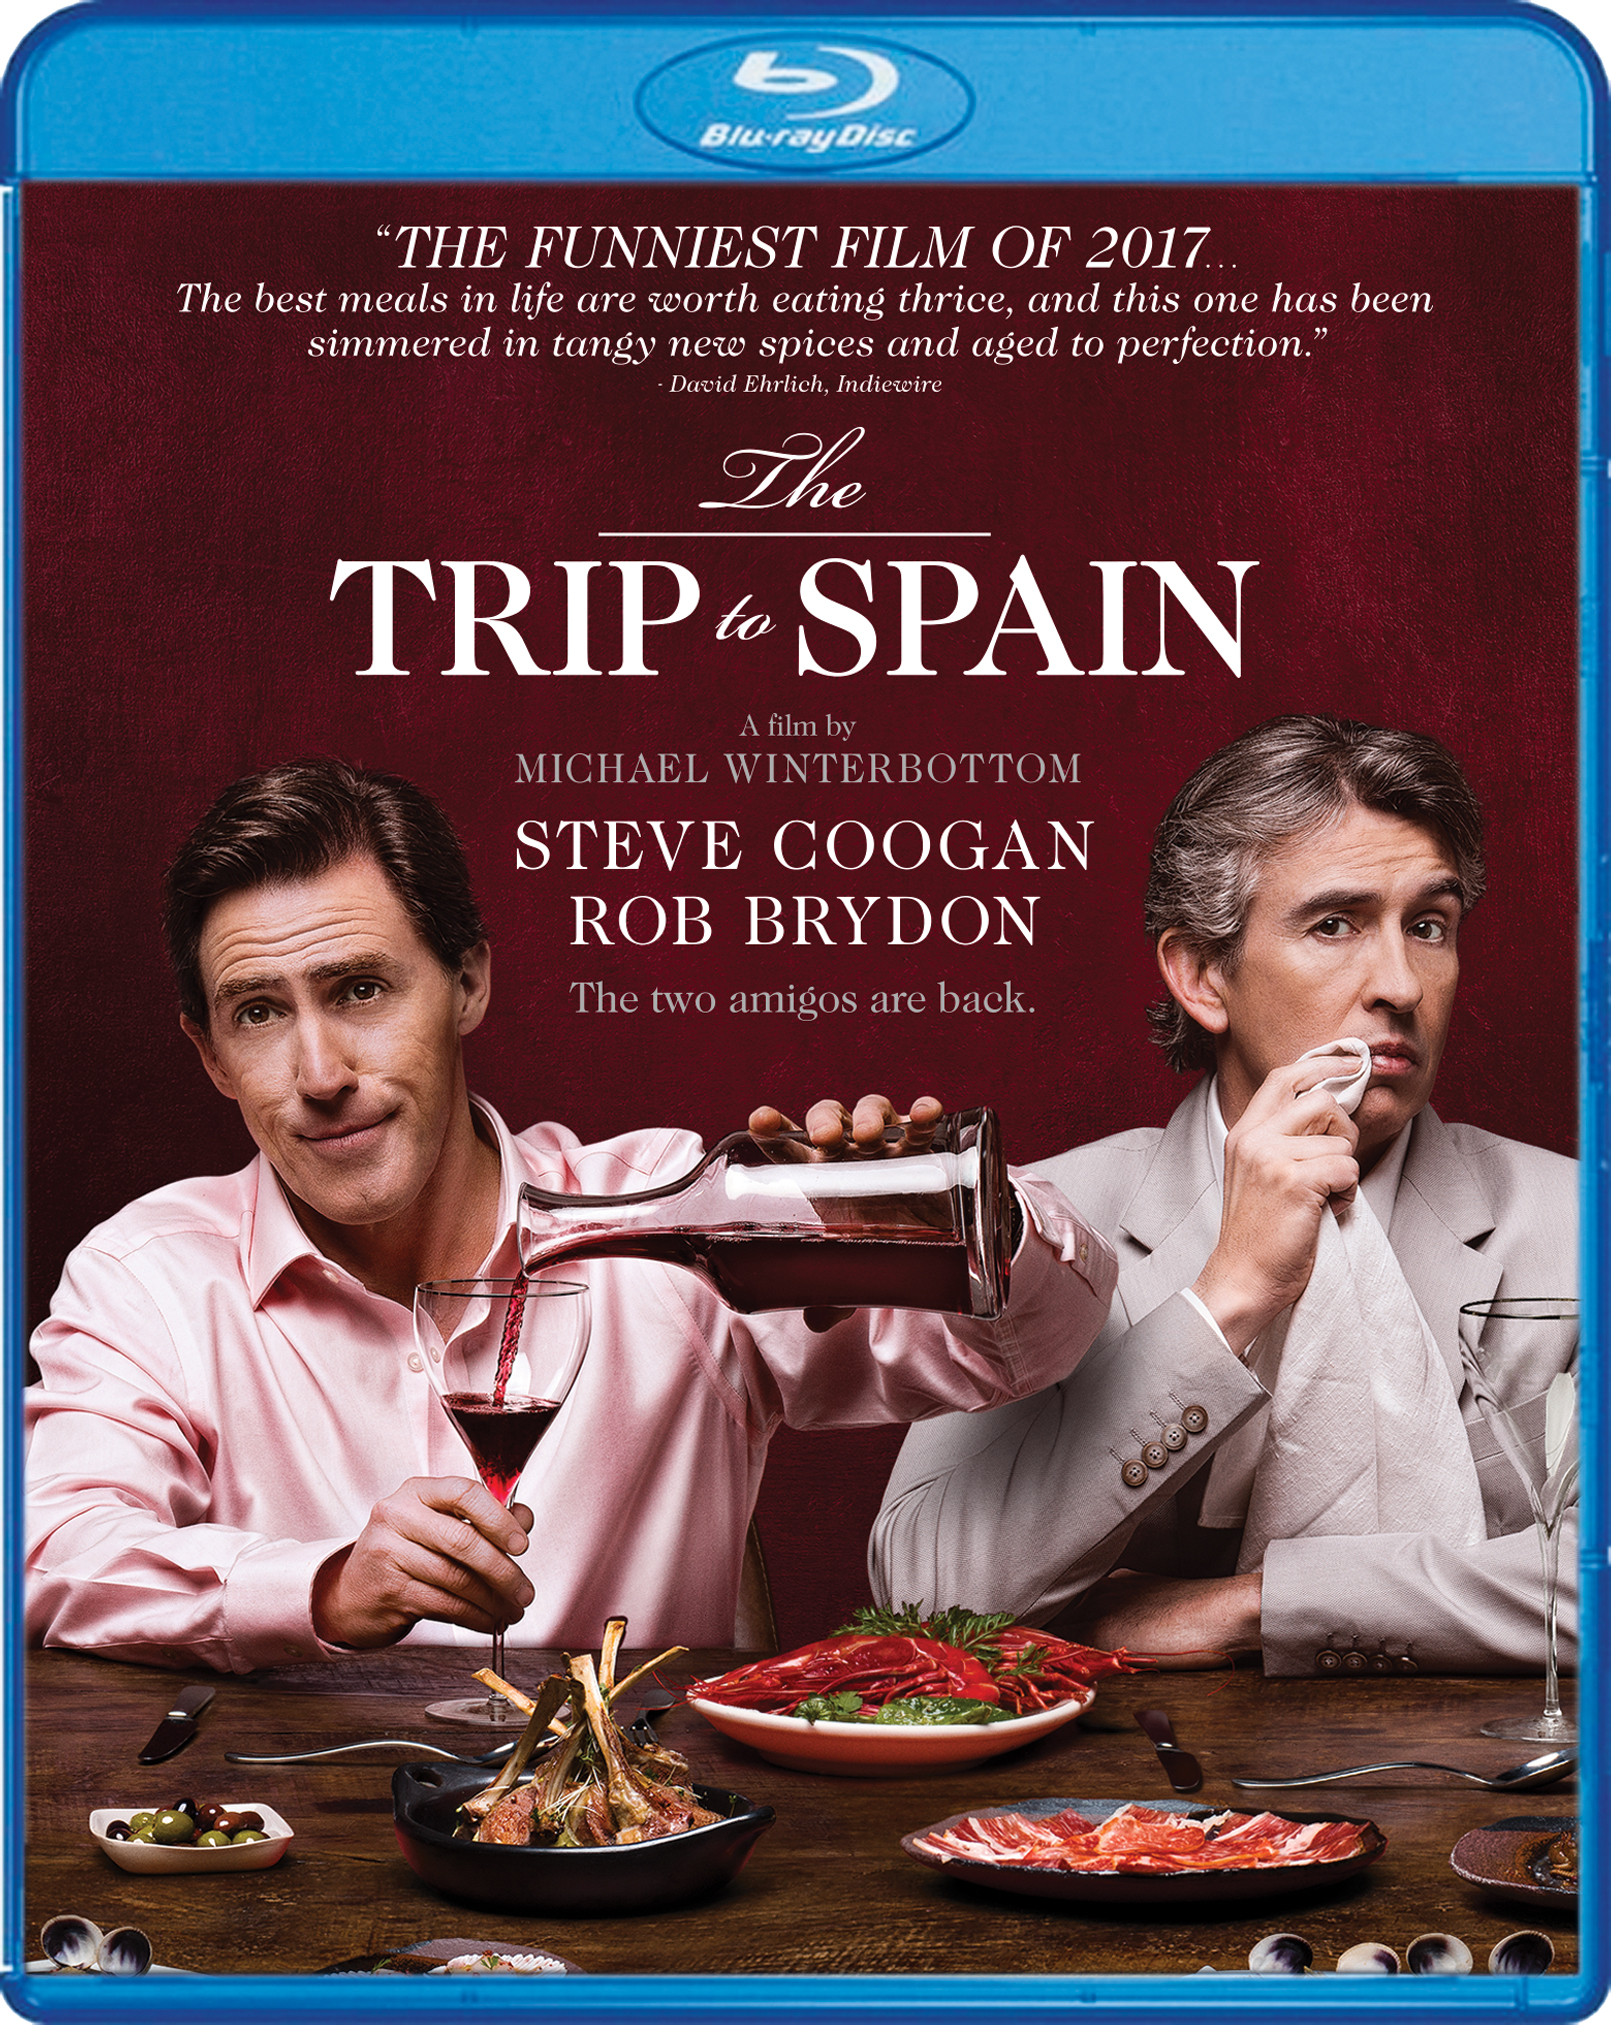 Blu-ray Disc
“THE FUNNIEST FILM OF 2017...
The best meals in life are worth eating thrice, and this one has been
simmered in tangy new spices and aged to perfection.”
- David Ehrlich, Indiewire
The
TRIP to SPAIN
A film by
MICHAEL WINTERBOTTOM
STEVE COOGAN
ROB BRYDON
The two amigos are back.